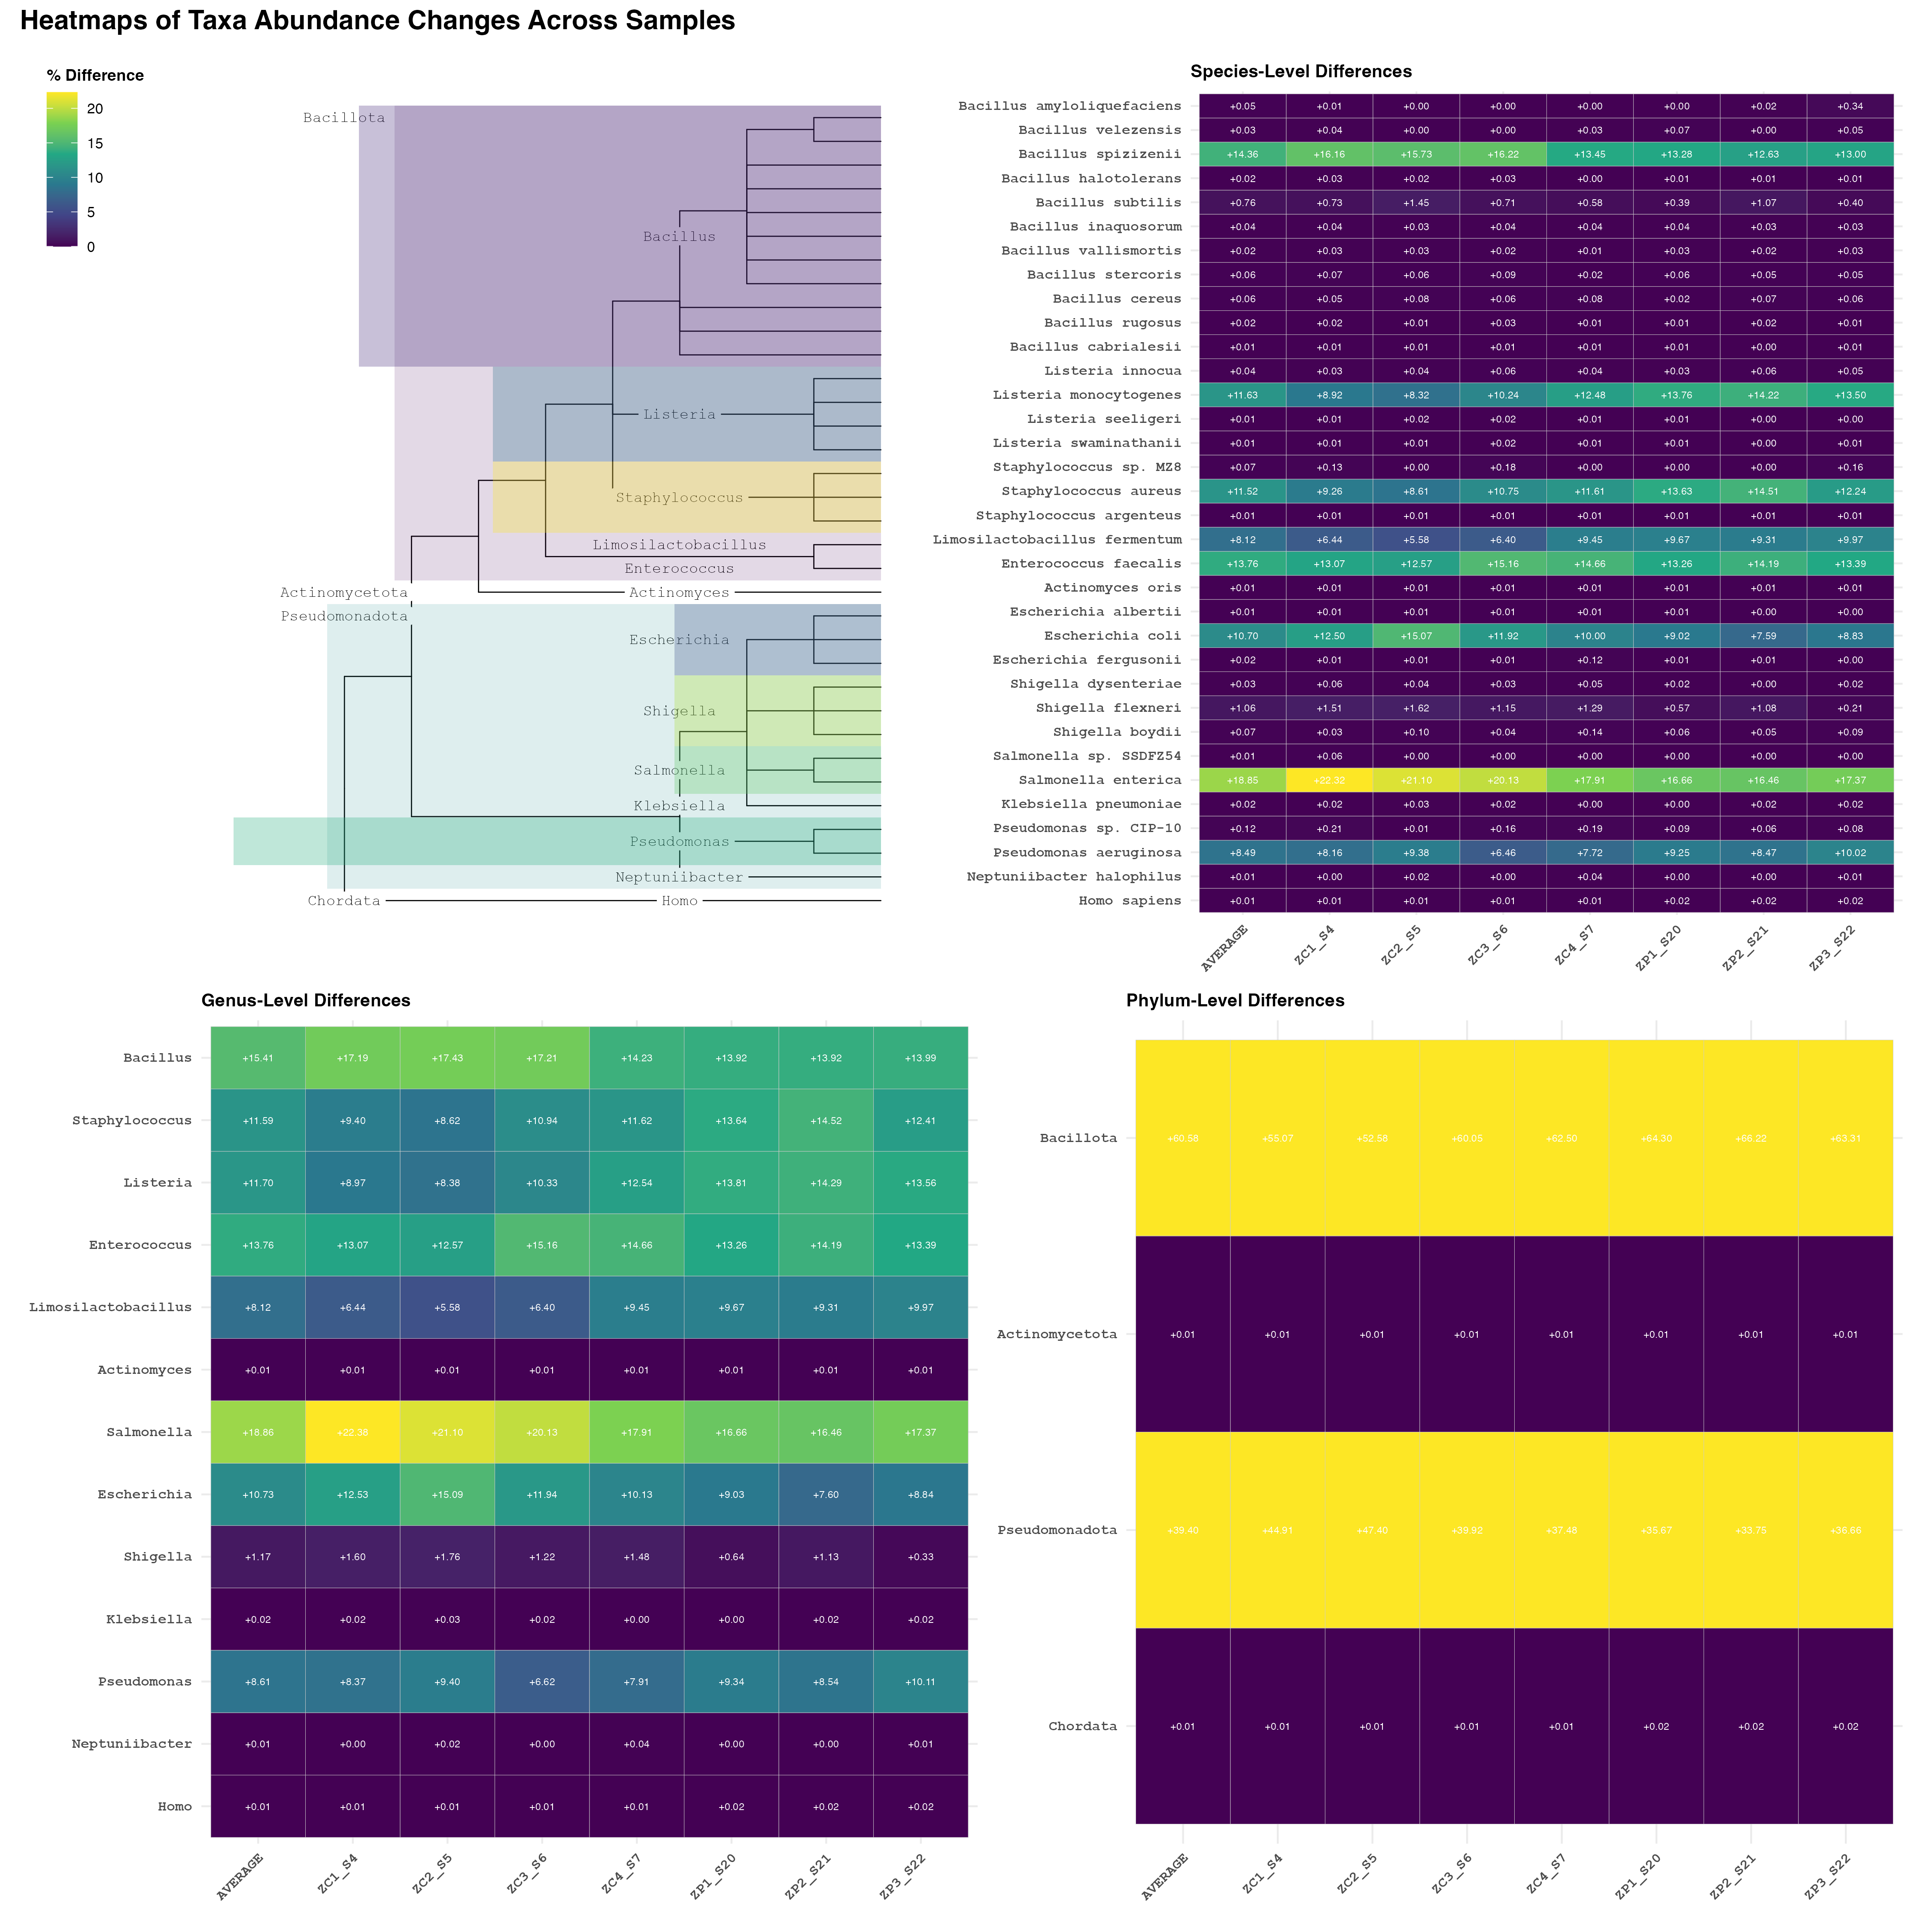 Heatmaps of Taxa Abundance Changes Across Samples
% Difference
20
15
10
5
0
Bacillota
Bacillus
Listeria
Staphylococcus
Limosilactobacillus
Enterococcus
Actinomycetota
Actinomyces
Pseudomonadota
Escherichia
Shigella
Salmonella
Klebsiella
Pseudomonas
Neptuniibacter
Chordata
Homo
Species-Level Differences
Bacillus amyloliquefaciens +0.05 +0.01 +0.00 +0.00 +0.00 +0.00 +0.02 +0.34
Bacillus velezensis +0.03 +0.04 +0.00 +0.00 +0.03 +0.07 +0.00 +0.05
Bacillus spizizenii +14.36 +16.16 +15.73 +16.22 +13.45 +13.28 +12.63 +13.00
Bacillus halotolerans +0.02 +0.03 +0.02 +0.03 +0.00 +0.01 +0.01 +0.01
Bacillus subtilis +0.76 +0.73 +1.45 +0.71 +0.58 +0.39 +1.07 +0.40
Bacillus inaquosorum +0.04 +0.04 +0.03 +0.04 +0.04 +0.04 +0.03 +0.03
Bacillus vallismortis +0.02 +0.03 +0.03 +0.02 +0.01 +0.03 +0.02 +0.03
Bacillus stercoris +0.06 +0.07 +0.06 +0.09 +0.02 +0.06 +0.05 +0.05
Bacillus cereus +0.06 +0.05 +0.08 +0.06 +0.08 +0.02 +0.07 +0.06
Bacillus rugosus +0.02 +0.02 +0.01 +0.03 +0.01 +0.01 +0.02 +0.01
Bacillus cabrialesii +0.01 +0.01 +0.01 +0.01 +0.01 +0.01 +0.00 +0.01
Listeria innocua +0.04 +0.03 +0.04 +0.06 +0.04 +0.03 +0.06 +0.05
Listeria monocytogenes +11.63 +8.92 +8.32 +10.24 +12.48 +13.76 +14.22 +13.50
Listeria seeligeri +0.01 +0.01 +0.02 +0.02 +0.01 +0.01 +0.00 +0.00
Listeria swaminathanii +0.01 +0.01 +0.01 +0.02 +0.01 +0.01 +0.00 +0.01
Staphylococcus sp. MZ8 +0.07 +0.13 +0.00 +0.18 +0.00 +0.00 +0.00 +0.16
Staphylococcus aureus +11.52 +9.26 +8.61 +10.75 +11.61 +13.63 +14.51 +12.24
Staphylococcus argenteus +0.01 +0.01 +0.01 +0.01 +0.01 +0.01 +0.01 +0.01
Limosilactobacillus fermentum +8.12 +6.44 +5.58 +6.40 +9.45 +9.67 +9.31 +9.97
Enterococcus faecalis +13.76 +13.07 +12.57 +15.16 +14.66 +13.26 +14.19 +13.39
Actinomyces oris +0.01 +0.01 +0.01 +0.01 +0.01 +0.01 +0.01 +0.01
Escherichia albertii +0.01 +0.01 +0.01 +0.01 +0.01 +0.01 +0.00 +0.00
Escherichia coli +10.70 +12.50 +15.07 +11.92 +10.00 +9.02 +7.59 +8.83
Escherichia fergusonii +0.02 +0.01 +0.01 +0.01 +0.12 +0.01 +0.01 +0.00
Shigella dysenteriae +0.03 +0.06 +0.04 +0.03 +0.05 +0.02 +0.00 +0.02
Shigella flexneri +1.06 +1.51 +1.62 +1.15 +1.29 +0.57 +1.08 +0.21
Shigella boydii +0.07 +0.03 +0.10 +0.04 +0.14 +0.06 +0.05 +0.09
Salmonella sp. SSDFZ54 +0.01 +0.06 +0.00 +0.00 +0.00 +0.00 +0.00 +0.00
Salmonella enterica +18.85 +22.32 +21.10 +20.13 +17.91 +16.66 +16.46 +17.37
Klebsiella pneumoniae +0.02 +0.02 +0.03 +0.02 +0.00 +0.00 +0.02 +0.02
Pseudomonas sp. CIP-10 +0.12 +0.21 +0.01 +0.16 +0.19 +0.09 +0.06 +0.08
Pseudomonas aeruginosa +8.49 +8.16 +9.38 +6.46 +7.72 +9.25 +8.47 +10.02
Neptuniibacter halophilus +0.01 +0.00 +0.02 +0.00 +0.04 +0.00 +0.00 +0.01
Homo sapiens +0.01 +0.01 +0.01 +0.01 +0.01 +0.02 +0.02 +0.02
AVERAGE ZC1_S4 ZC2_S5 ZC3_S6 ZC4_S7 ZP1_S20 ZP2_S21 ZP3_S22
Genus-Level Differences
Bacillus +15.41 +17.19 +17.43 +17.21 +14.23 +13.92 +13.92 +13.99
Staphylococcus +11.59 +9.40 +8.62 +10.94 +11.62 +13.64 +14.52 +12.41
Listeria +11.70 +8.97 +8.38 +10.33 +12.54 +13.81 +14.29 +13.56
Enterococcus +13.76 +13.07 +12.57 +15.16 +14.66 +13.26 +14.19 +13.39
Limosilactobacillus +8.12 +6.44 +5.58 +6.40 +9.45 +9.67 +9.31 +9.97
Actinomyces +0.01 +0.01 +0.01 +0.01 +0.01 +0.01 +0.01 +0.01
Salmonella +18.86 +22.38 +21.10 +20.13 +17.91 +16.66 +16.46 +17.37
Escherichia +10.73 +12.53 +15.09 +11.94 +10.13 +9.03 +7.60 +8.84
Shigella +1.17 +1.60 +1.76 +1.22 +1.48 +0.64 +1.13 +0.33
Klebsiella +0.02 +0.02 +0.03 +0.02 +0.00 +0.00 +0.02 +0.02
Pseudomonas +8.61 +8.37 +9.40 +6.62 +7.91 +9.34 +8.54 +10.11
Neptuniibacter +0.01 +0.00 +0.02 +0.00 +0.04 +0.00 +0.00 +0.01
Homo +0.01 +0.01 +0.01 +0.01 +0.01 +0.02 +0.02 +0.02
AVERAGE ZC1_S4 ZC2_S5 ZC3_S6 ZC4_S7 ZP1_S20 ZP2_S21 ZP3_S22
Phylum-Level Differences
Bacillota +60.58 +55.07 +52.58 +60.05 +62.50 +64.30 +66.22 +63.31
Actinomycetota +0.01 +0.01 +0.01 +0.01 +0.01 +0.01 +0.01 +0.01
Pseudomonadota +39.40 +44.91 +47.40 +39.92 +37.48 +35.67 +33.75 +36.66
Chordata +0.01 +0.01 +0.01 +0.01 +0.01 +0.02 +0.02 +0.02
AVERAGE ZC1_S4 ZC2_S5 ZC3_S6 ZC4_S7 ZP1_S20 ZP2_S21 ZP3_S22